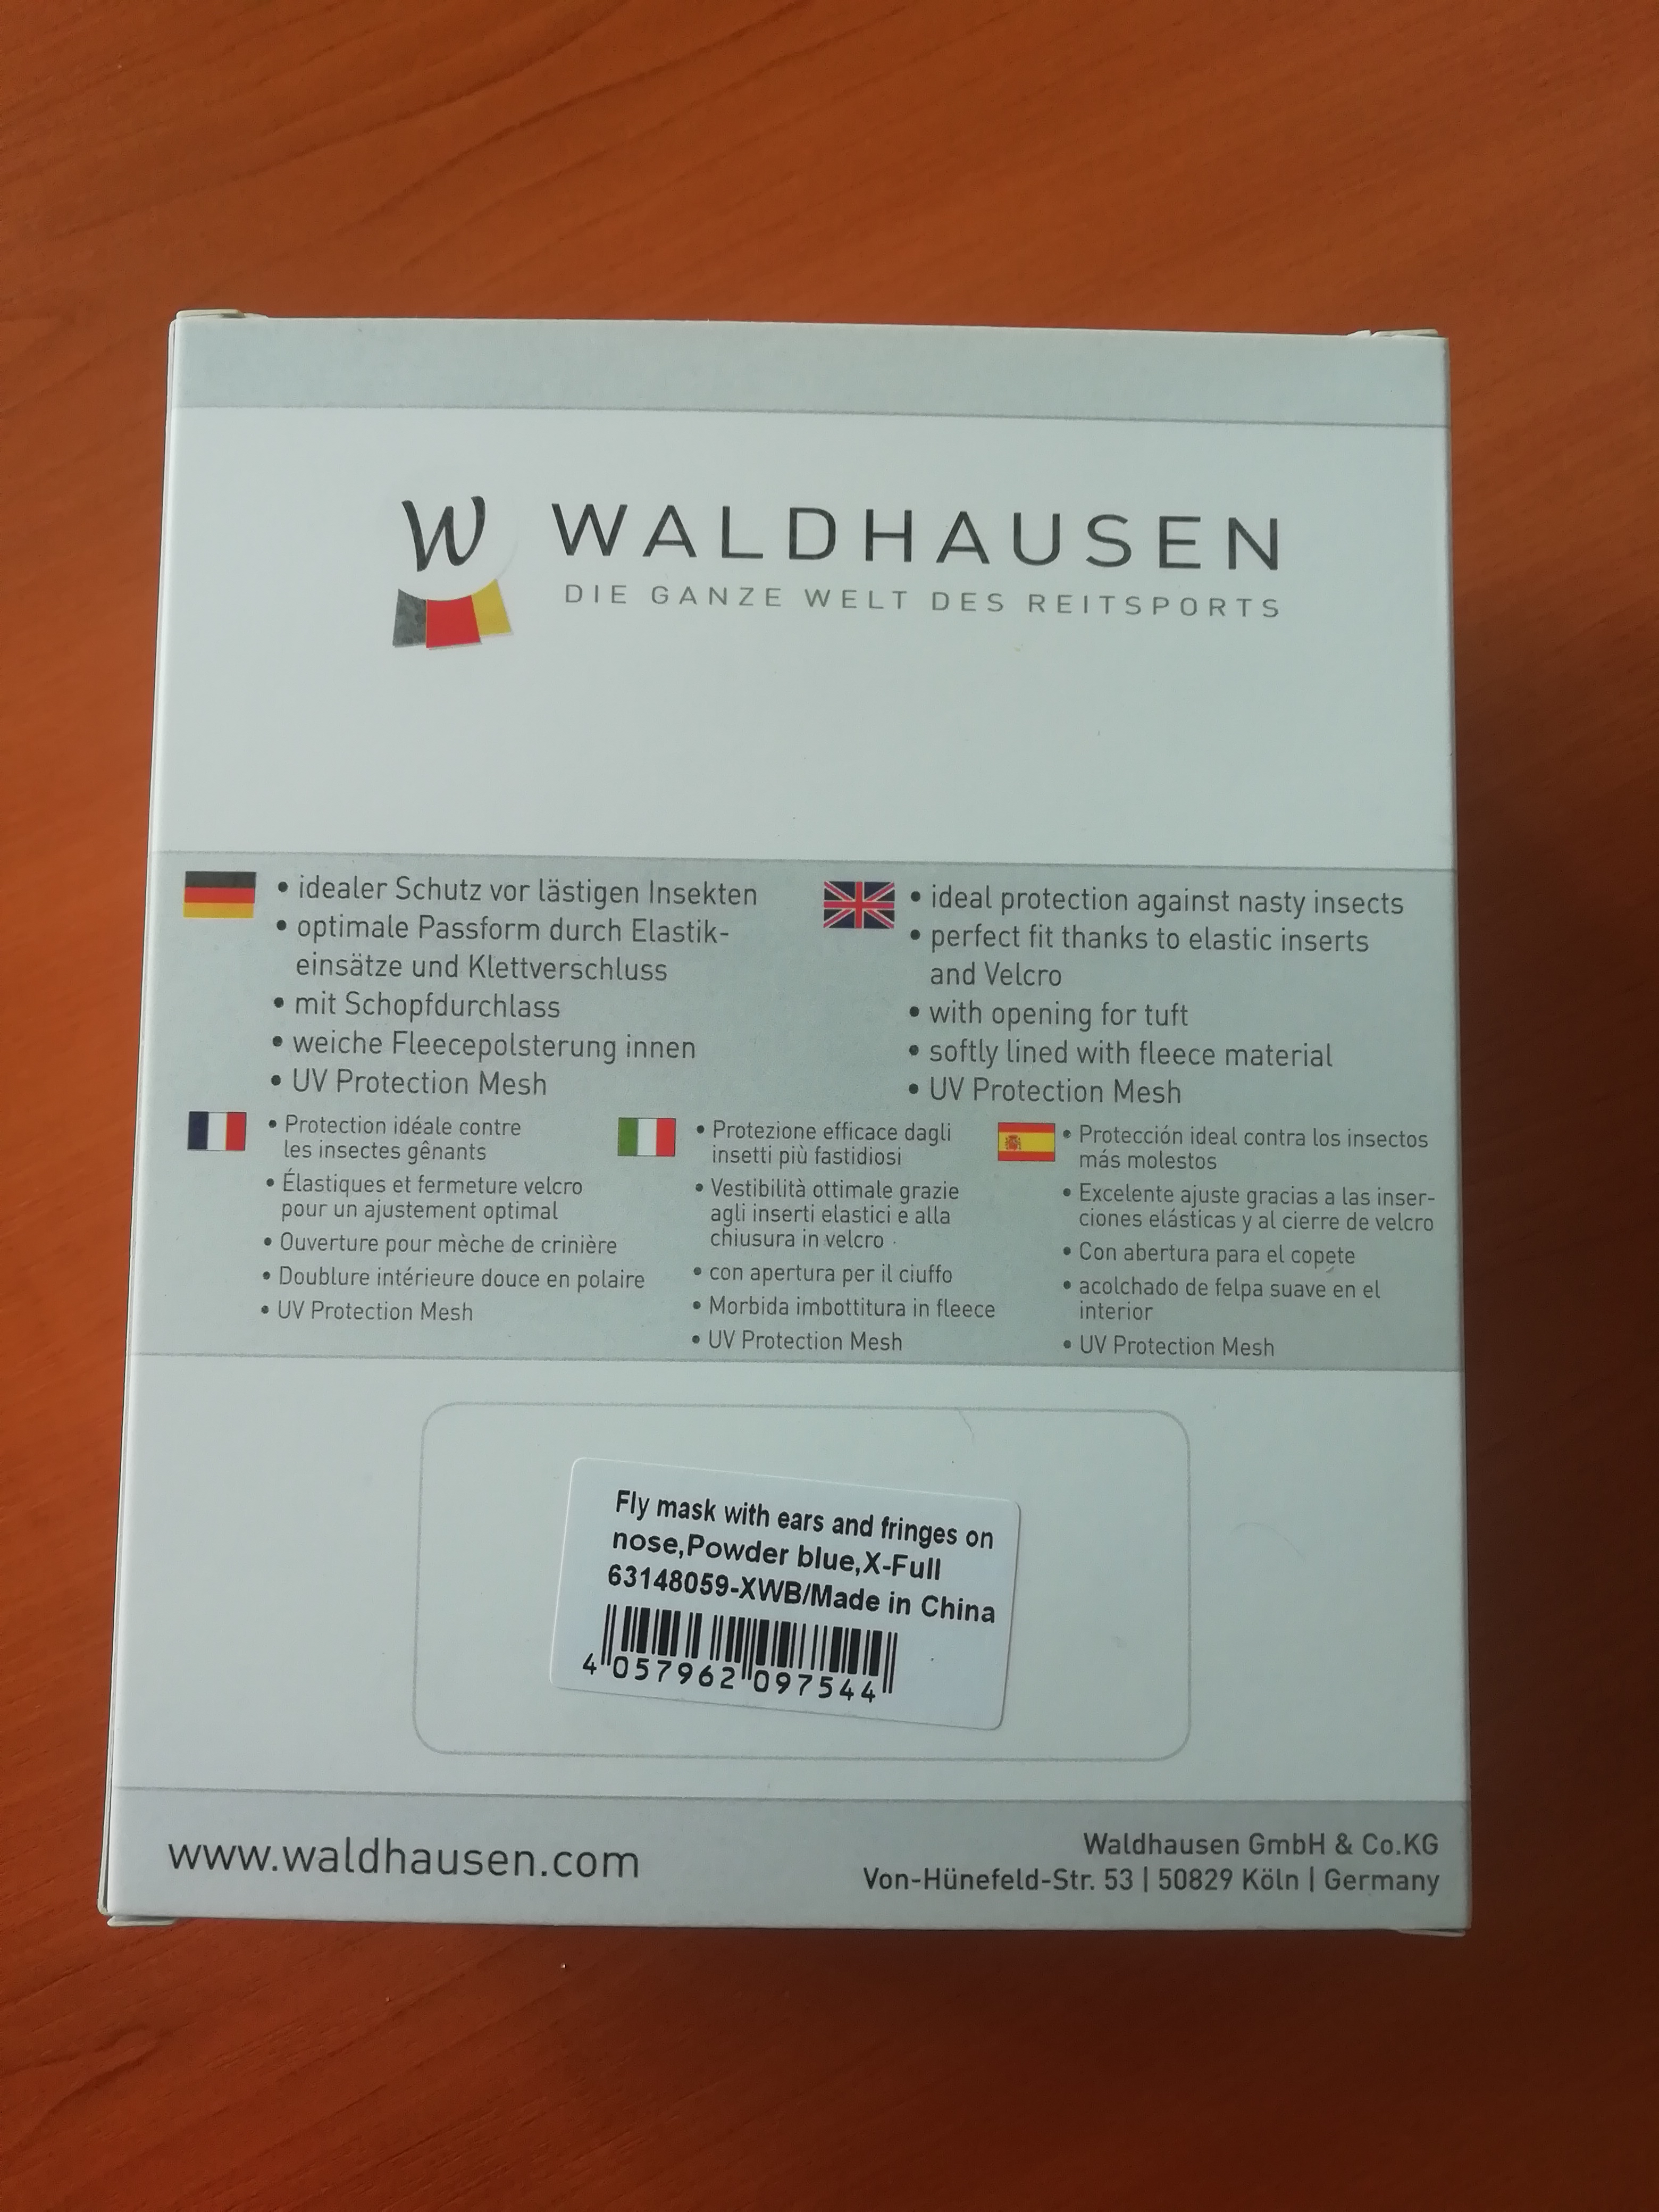 W WALDHAUSEN
DIE GANZE WELT DES REITSPORTS
• idealer Schutz vor lästigen Insekten
• optimale Passform durch Elastik-
einsätze und Klettverschluss
• mit Schopfdurchlass
• weiche Fleecepolsterung innen
• UV Protection Mesh
• ideal protection against nasty insects
• perfect fit thanks to elastic inserts
and Velcro
• with opening for tuft
• softly lined with fleece material
• UV Protection Mesh
• Protection idéale contre
les insectes gênants
• Élastiques et fermeture velcro
pour un ajustement optimal
• Ouverture pour mèche de crinière
• Doublure intérieure douce en polaire
• UV Protection Mesh
• Protezione efficace dagli
insetti più fastidiosi
• Vestibilità ottimale grazie
agli inserti elastici e alla
chiusura in velcro
• con apertura per il ciuffo
• Morbida imbottitura in fleece
• UV Protection Mesh
• Protección ideal contra los insectos
más molestos
• Excelente ajuste gracias a las inser-
ciones elásticas y al cierre de velcro
• Con abertura para el copete
• acolchado de felpa suave en el
interior
• UV Protection Mesh
Fly mask with ears and fringes on
nose,Powder blue,X-Full
63148059-XWB/Made in China
4 057962 097544
www.waldhausen.com
Waldhausen GmbH & Co.KG
Von-Hünefeld-Str. 53 | 50829 Köln | Germany